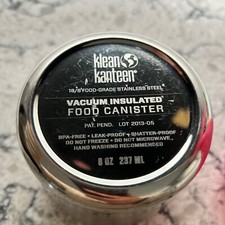 klean
kanteen®
18/8 FOOD-GRADE STAINLESS STEEL
VACUUM INSULATED
FOOD CANISTER
PAT. PEND. LOT 2013-05
BPA-FREE • LEAK-PROOF • SHATTER-PROOF
DO NOT FREEZE • DO NOT MICROWAVE
HAND WASHING RECOMMENDED
8 OZ 237 ML